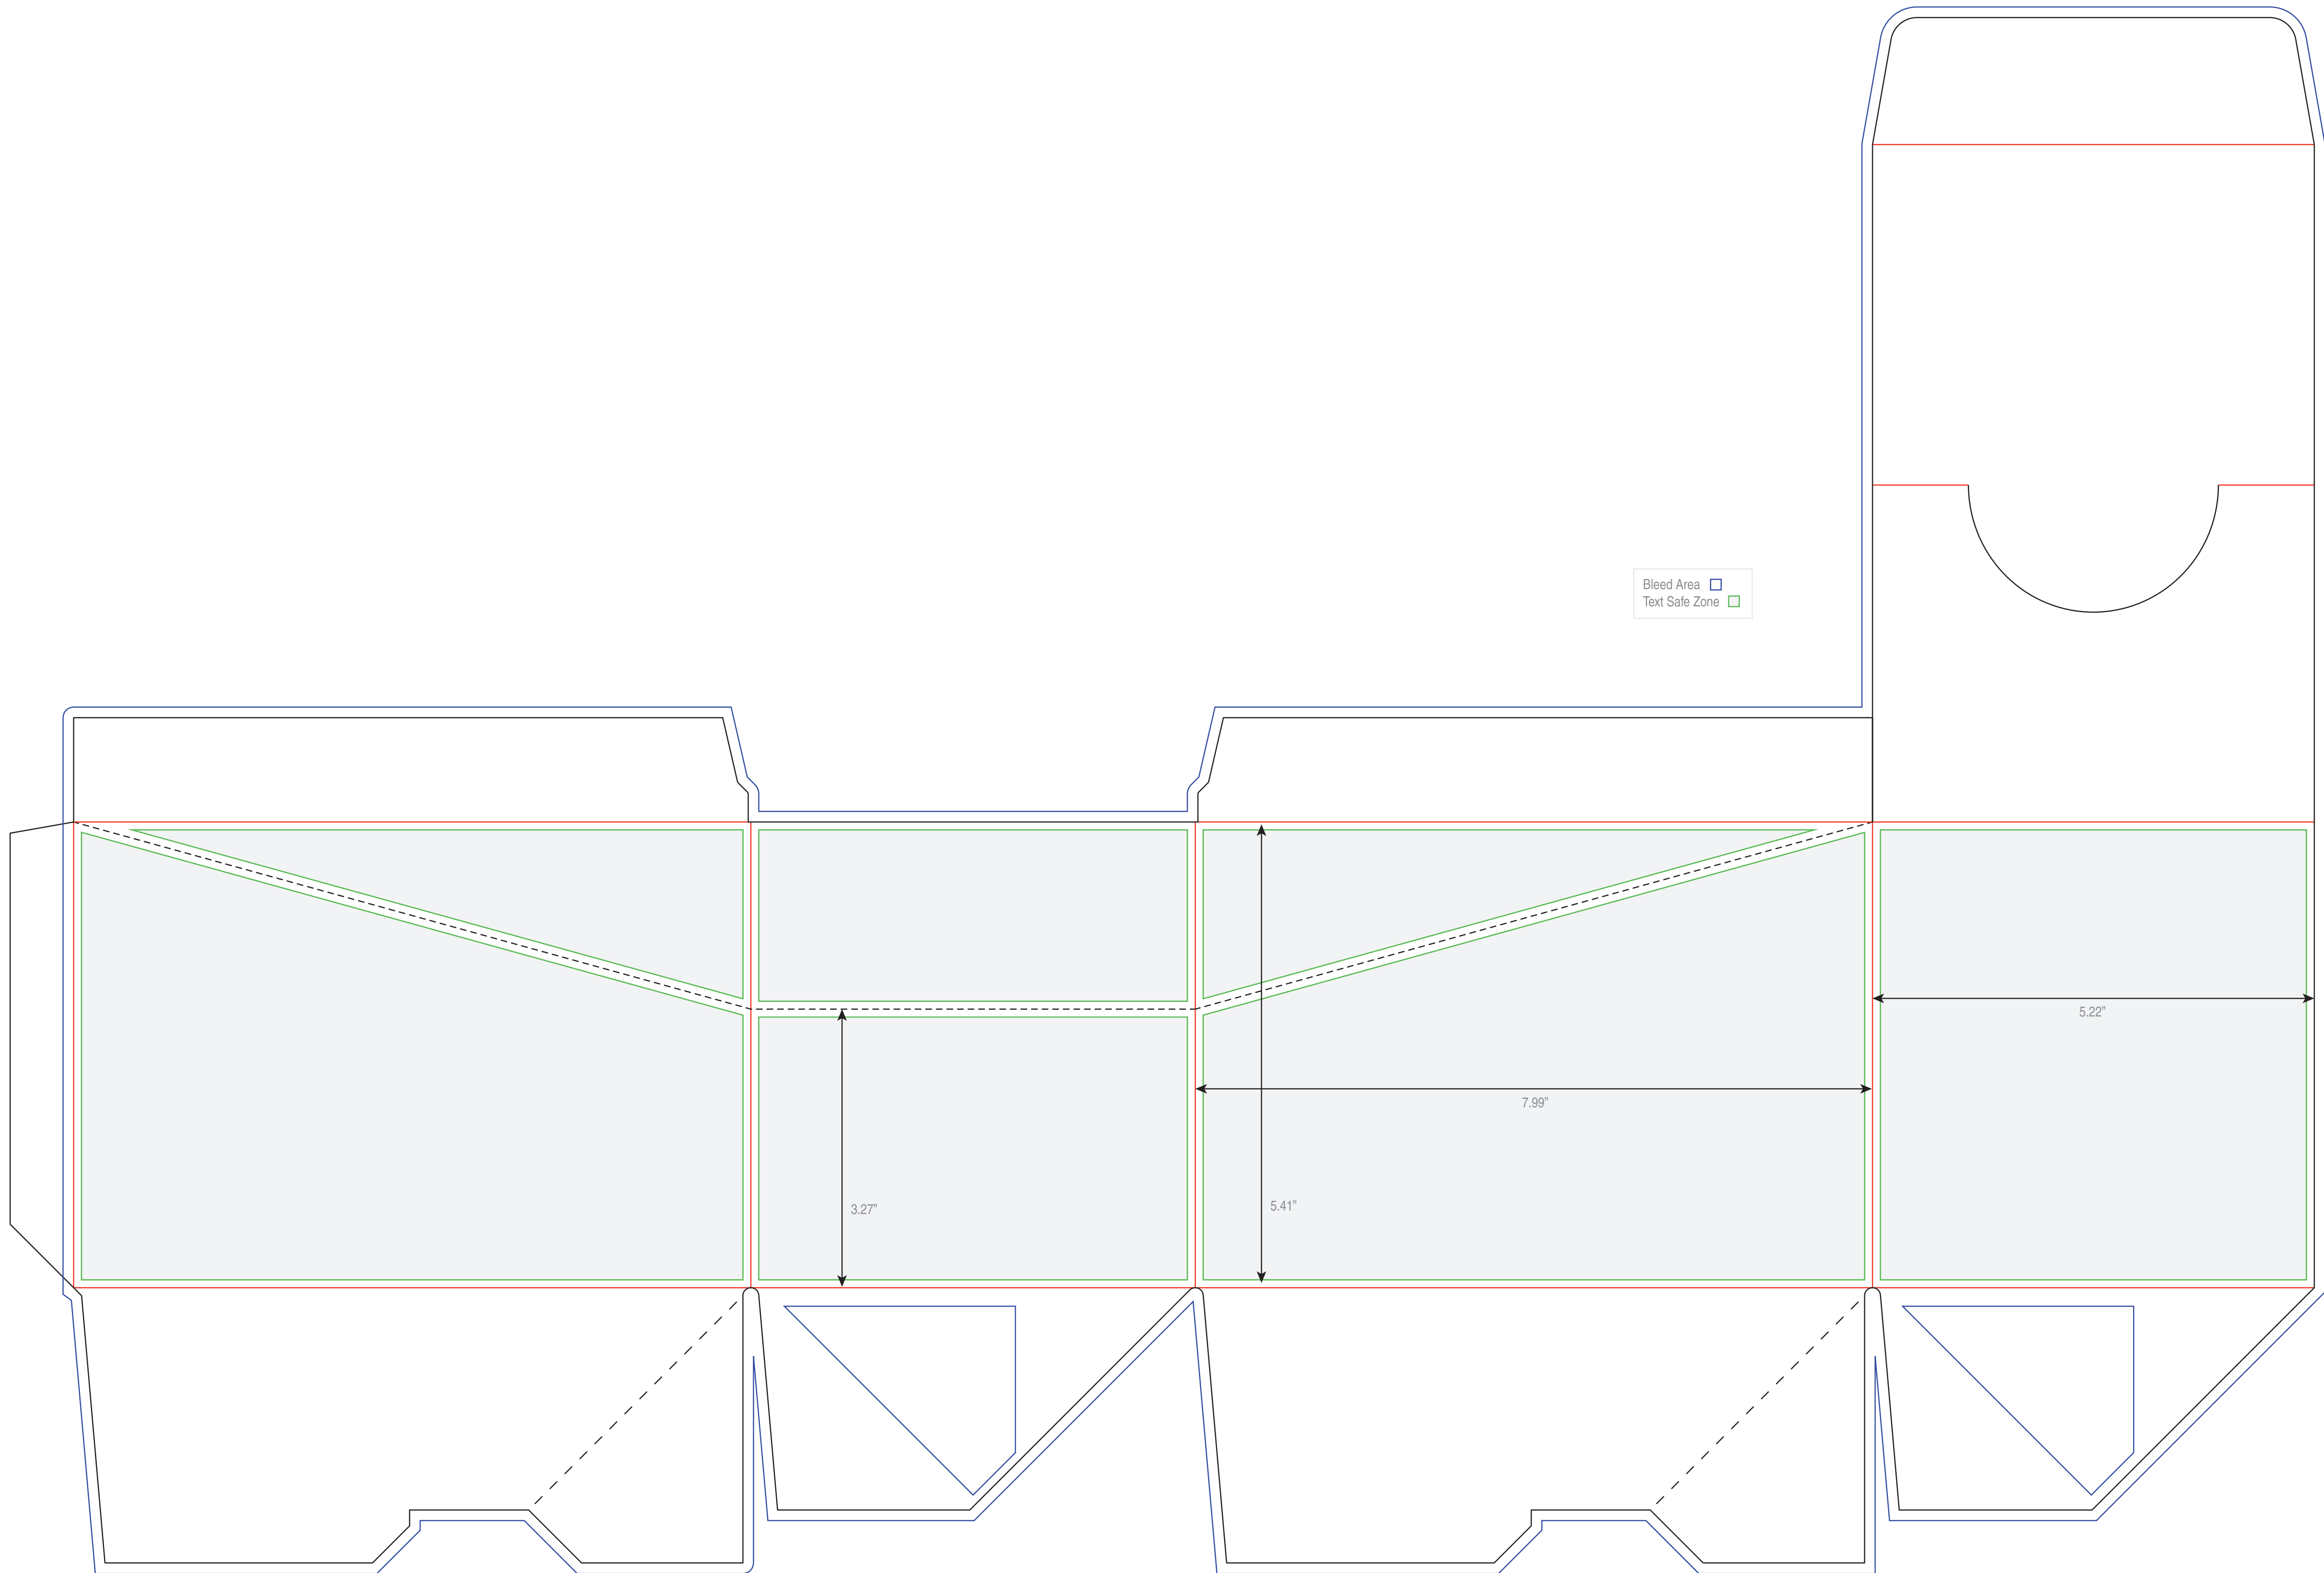 Bleed Area
Text Safe Zone
5.22”
7.99”
3.27”
5.41”